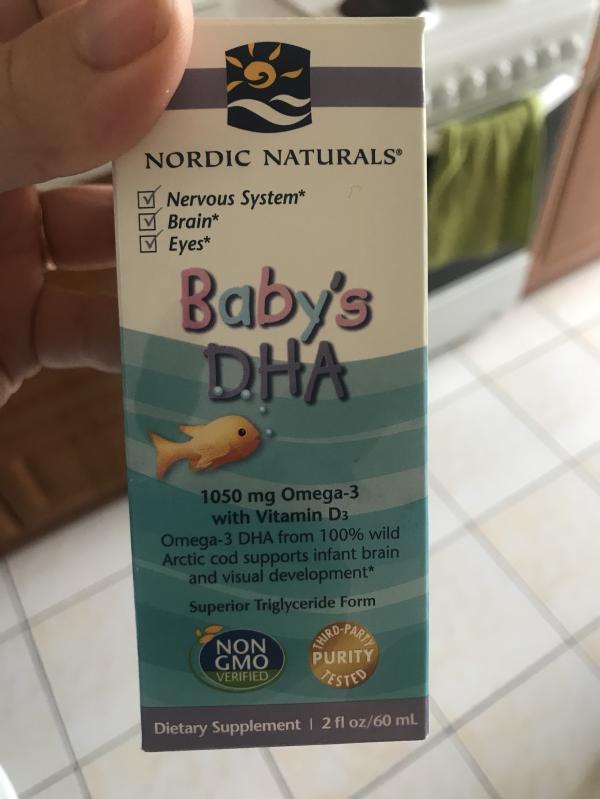 NORDIC NATURALS®
Nervous System*
Brain*
Eyes*
Baby's
DHA
1050 mg Omega-3
with Vitamin D3
Omega-3 DHA from 100% wild
Arctic cod supports infant brain
and visual development*
Superior Triglyceride Form
NON
GMO
VERIFIED
THIRD-PARTY
PURITY
TESTED
Dietary Supplement | 2 fl oz/60 mL